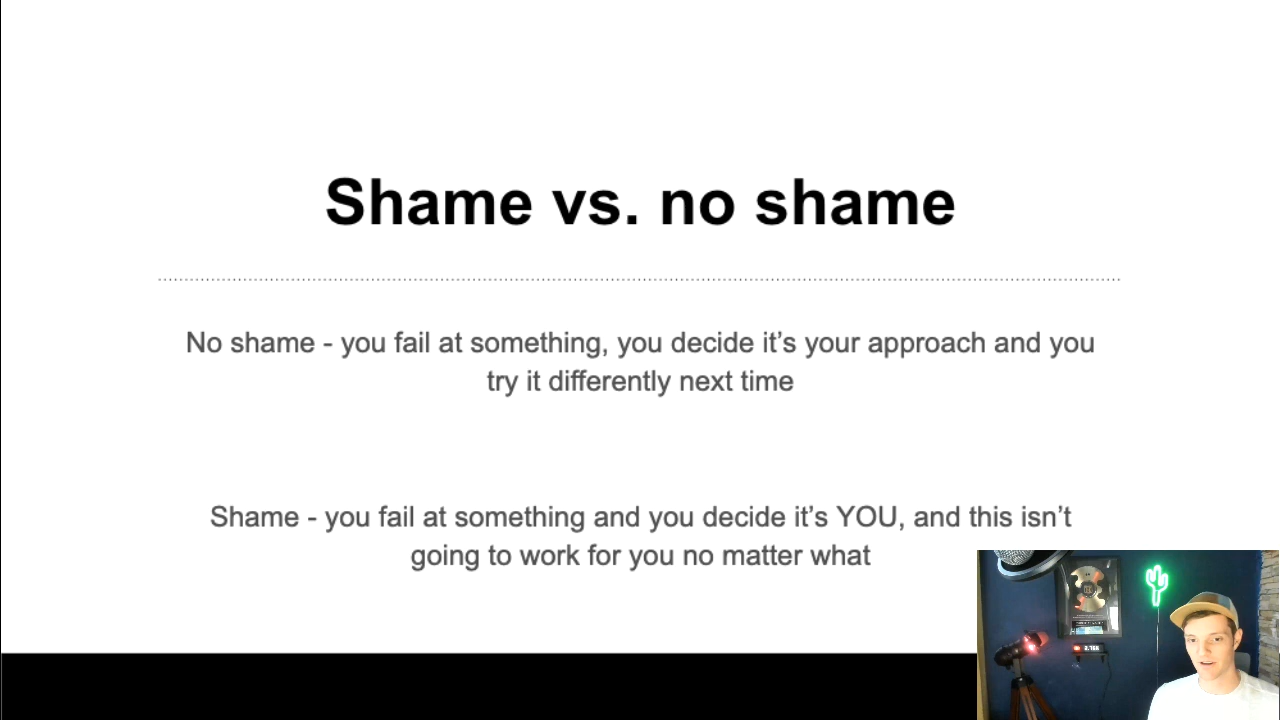 Shame vs. no shame
No shame - you fail at something, you decide it's your approach and you
try it differently next time
Shame - you fail at something and you decide it's YOU, and this isn't
going to work for you no matter what